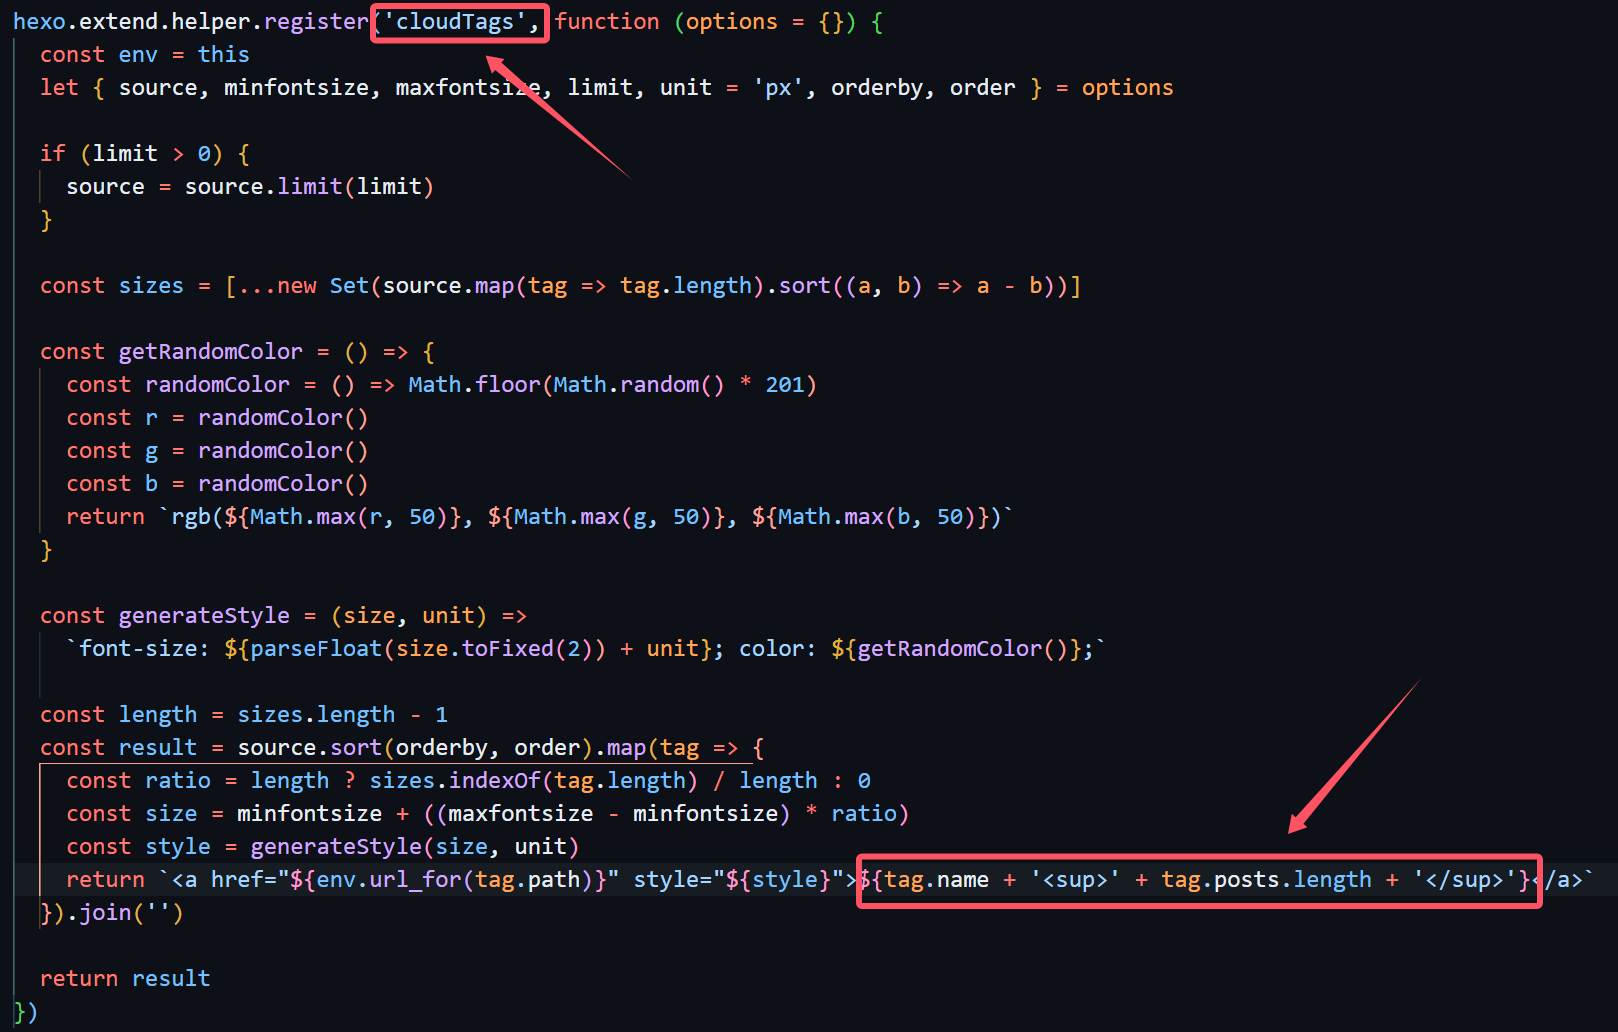 hexo.extend.helper.register('cloudTags', function (options = {}) {
  const env = this
  let { source, minfontsize, maxfontsize, limit, unit = 'px', orderby, order } = options
  if (limit > 0) {
    source = source.limit(limit)
  }
  const sizes = [...new Set(source.map(tag => tag.length).sort((a, b) => a - b))]
  const getRandomColor = () => {
    const randomColor = () => Math.floor(Math.random() * 201)
    const r = randomColor()
    const g = randomColor()
    const b = randomColor()
    return `rgb(${Math.max(r, 50)}, ${Math.max(g, 50)}, ${Math.max(b, 50)})`
  }
  const generateStyle = (size, unit) =>
    `font-size: ${parseFloat(size.toFixed(2)) + unit}; color: ${getRandomColor()};`
  const length = sizes.length - 1
  const result = source.sort(orderby, order).map(tag => {
    const ratio = length ? sizes.indexOf(tag.length) / length : 0
    const size = minfontsize + ((maxfontsize - minfontsize) * ratio)
    const style = generateStyle(size, unit)
    return `<a href="${env.url_for(tag.path)}" style="${style}">${tag.name + '<sup>' + tag.posts.length + '</sup>'}</a>`
  }).join('')
  return result
})